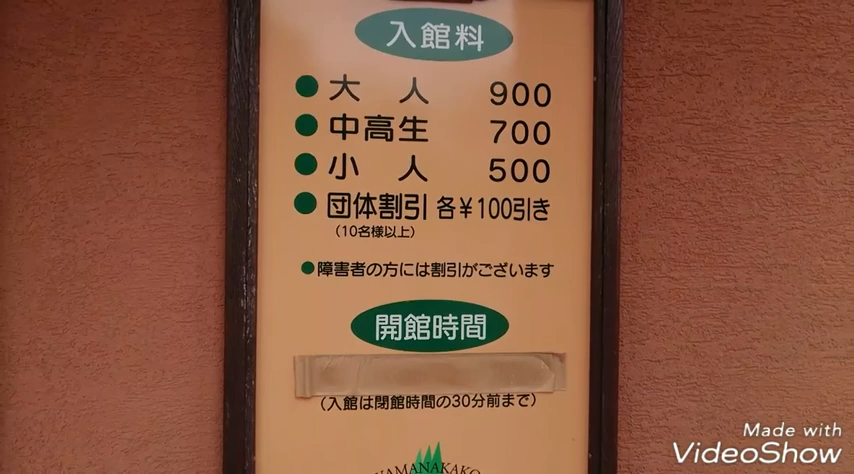 入館料
●大 人 900
●中高生 700
●小 人 500
●団体割引 各￥100引き
(10名様以上)
●障害者の方には割引がございます
開館時間
(入館は閉館時間の30分前まで)
YAMANAKAKO
Made with
VideoShow